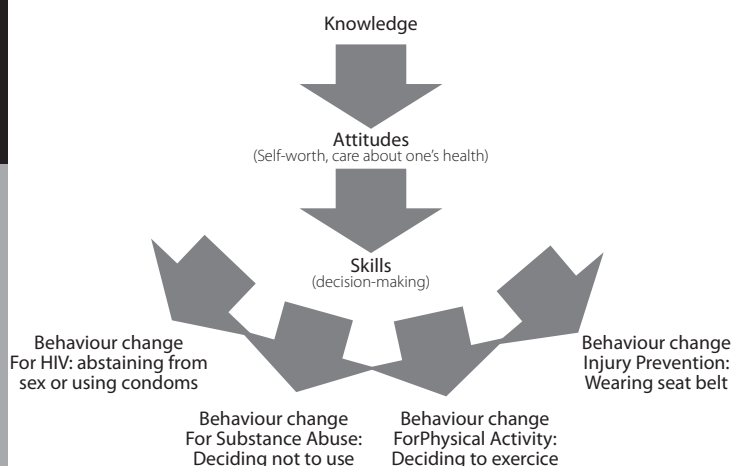 Knowledge
Attitudes
(Self-worth, care about one's health)
Skills
(decision-making)
Behaviour change
For HIV: abstaining from
sex or using condoms
Behaviour change
For Substance Abuse:
Deciding not to use
Behaviour change
ForPhysical Activity:
Deciding to exercice
Behaviour change
Injury Prevention:
Wearing seat belt